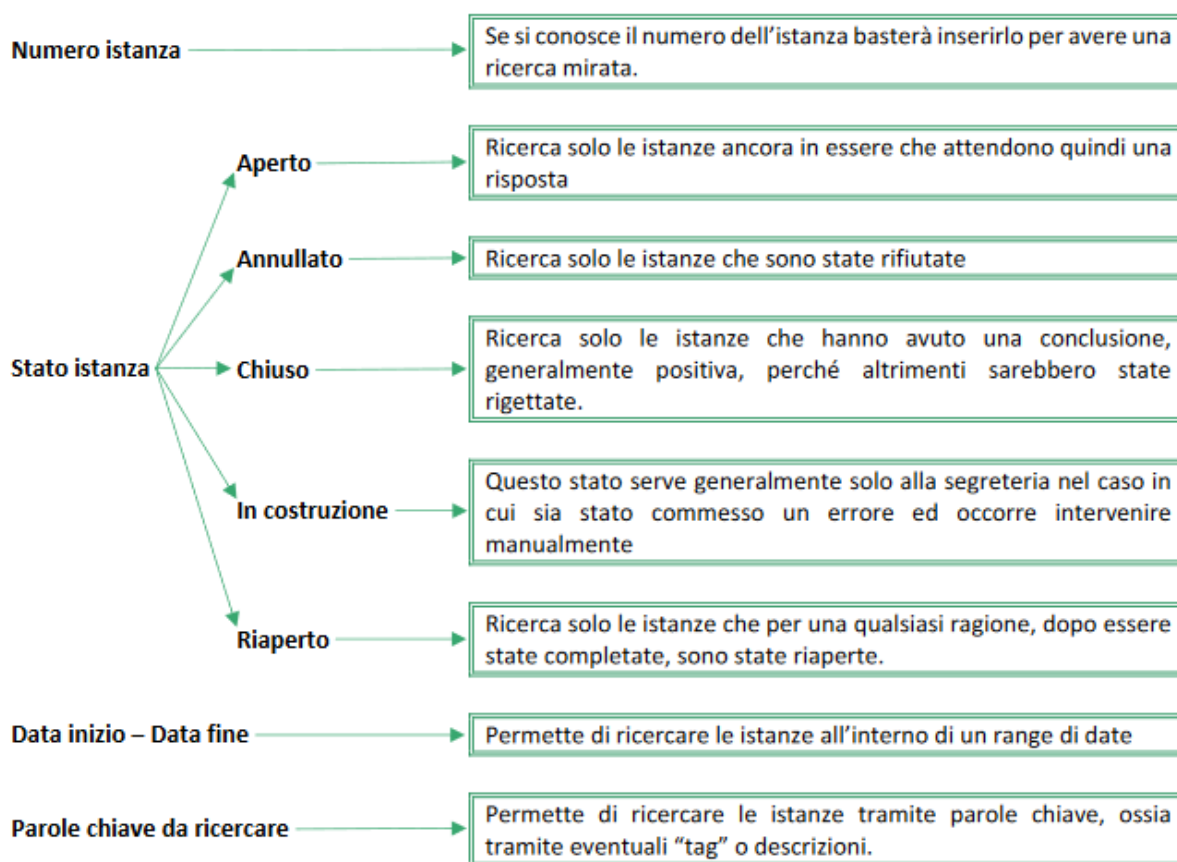 Numero istanza
Se si conosce il numero dell'istanza basterà inserirlo per avere una
ricerca mirata.
Aperto
Ricerca solo le istanze ancora in essere che attendono quindi una
risposta
Annullato
Ricerca solo le istanze che sono state rifiutate
Stato istanza
Chiuso
Ricerca solo le istanze che hanno avuto una conclusione,
generalmente positiva, perché altrimenti sarebbero state
rigettate.
In costruzione
Questo stato serve generalmente solo alla segreteria nel caso in
cui sia stato commesso un errore ed occorre intervenire
manualmente
Riaperto
Ricerca solo le istanze che per una qualsiasi ragione, dopo essere
state completate, sono state riaperte.
Data inizio – Data fine
Permette di ricercare le istanze all'interno di un range di date
Parole chiave da ricercare
Permette di ricercare le istanze tramite parole chiave, ossia
tramite eventuali “tag” o descrizioni.